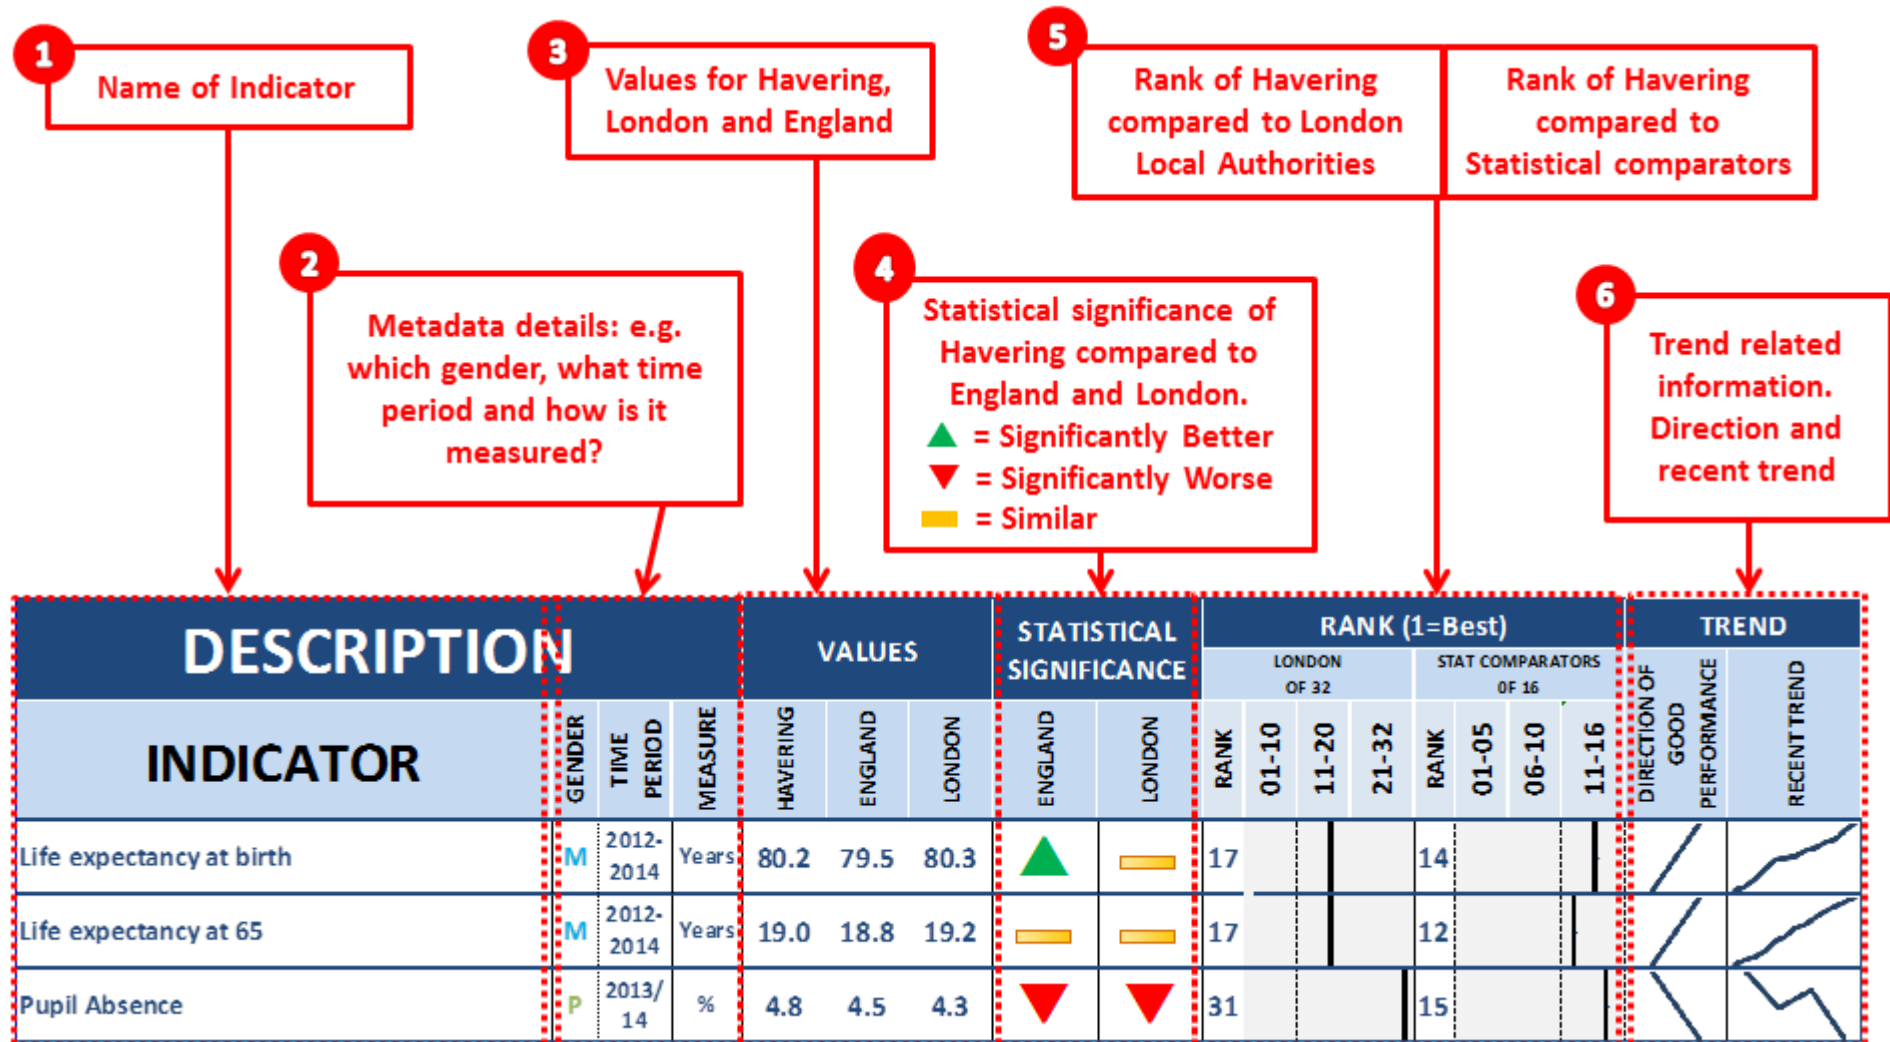 1
Name of Indicator
3
Values for Havering,
London and England
5
Rank of Havering
compared to London
Local Authorities
Rank of Havering
compared to
Statistical comparators
2
Metadata details: e.g.
which gender, what time
period and how is it
measured?
4
Statistical significance of
Havering compared to
England and London.
= Significantly Better
= Significantly Worse
= Similar
6
Trend related
information.
Direction and
recent trend
DESCRIPTION
VALUES
STATISTICAL
SIGNIFICANCE
RANK (1=Best)
TREND
LONDON
OF 32
STAT COMPARATORS
OF 16
INDICATOR
GENDER
TIME
PERIOD
MEASURE
HAVERING
ENGLAND
LONDON
ENGLAND
LONDON
RANK
01-10
11-20
21-32
RANK
01-05
06-10
11-16
DIRECTION OF
GOOD
PERFORMANCE
RECENT TREND
Life expectancy at birth M 2012-
2014 Years 80.2 79.5 80.3 17 14
Life expectancy at 65 M 2012-
2014 Years 19.0 18.8 19.2 17 12
Pupil Absence P 2013/
14 % 4.8 4.5 4.3 31 15